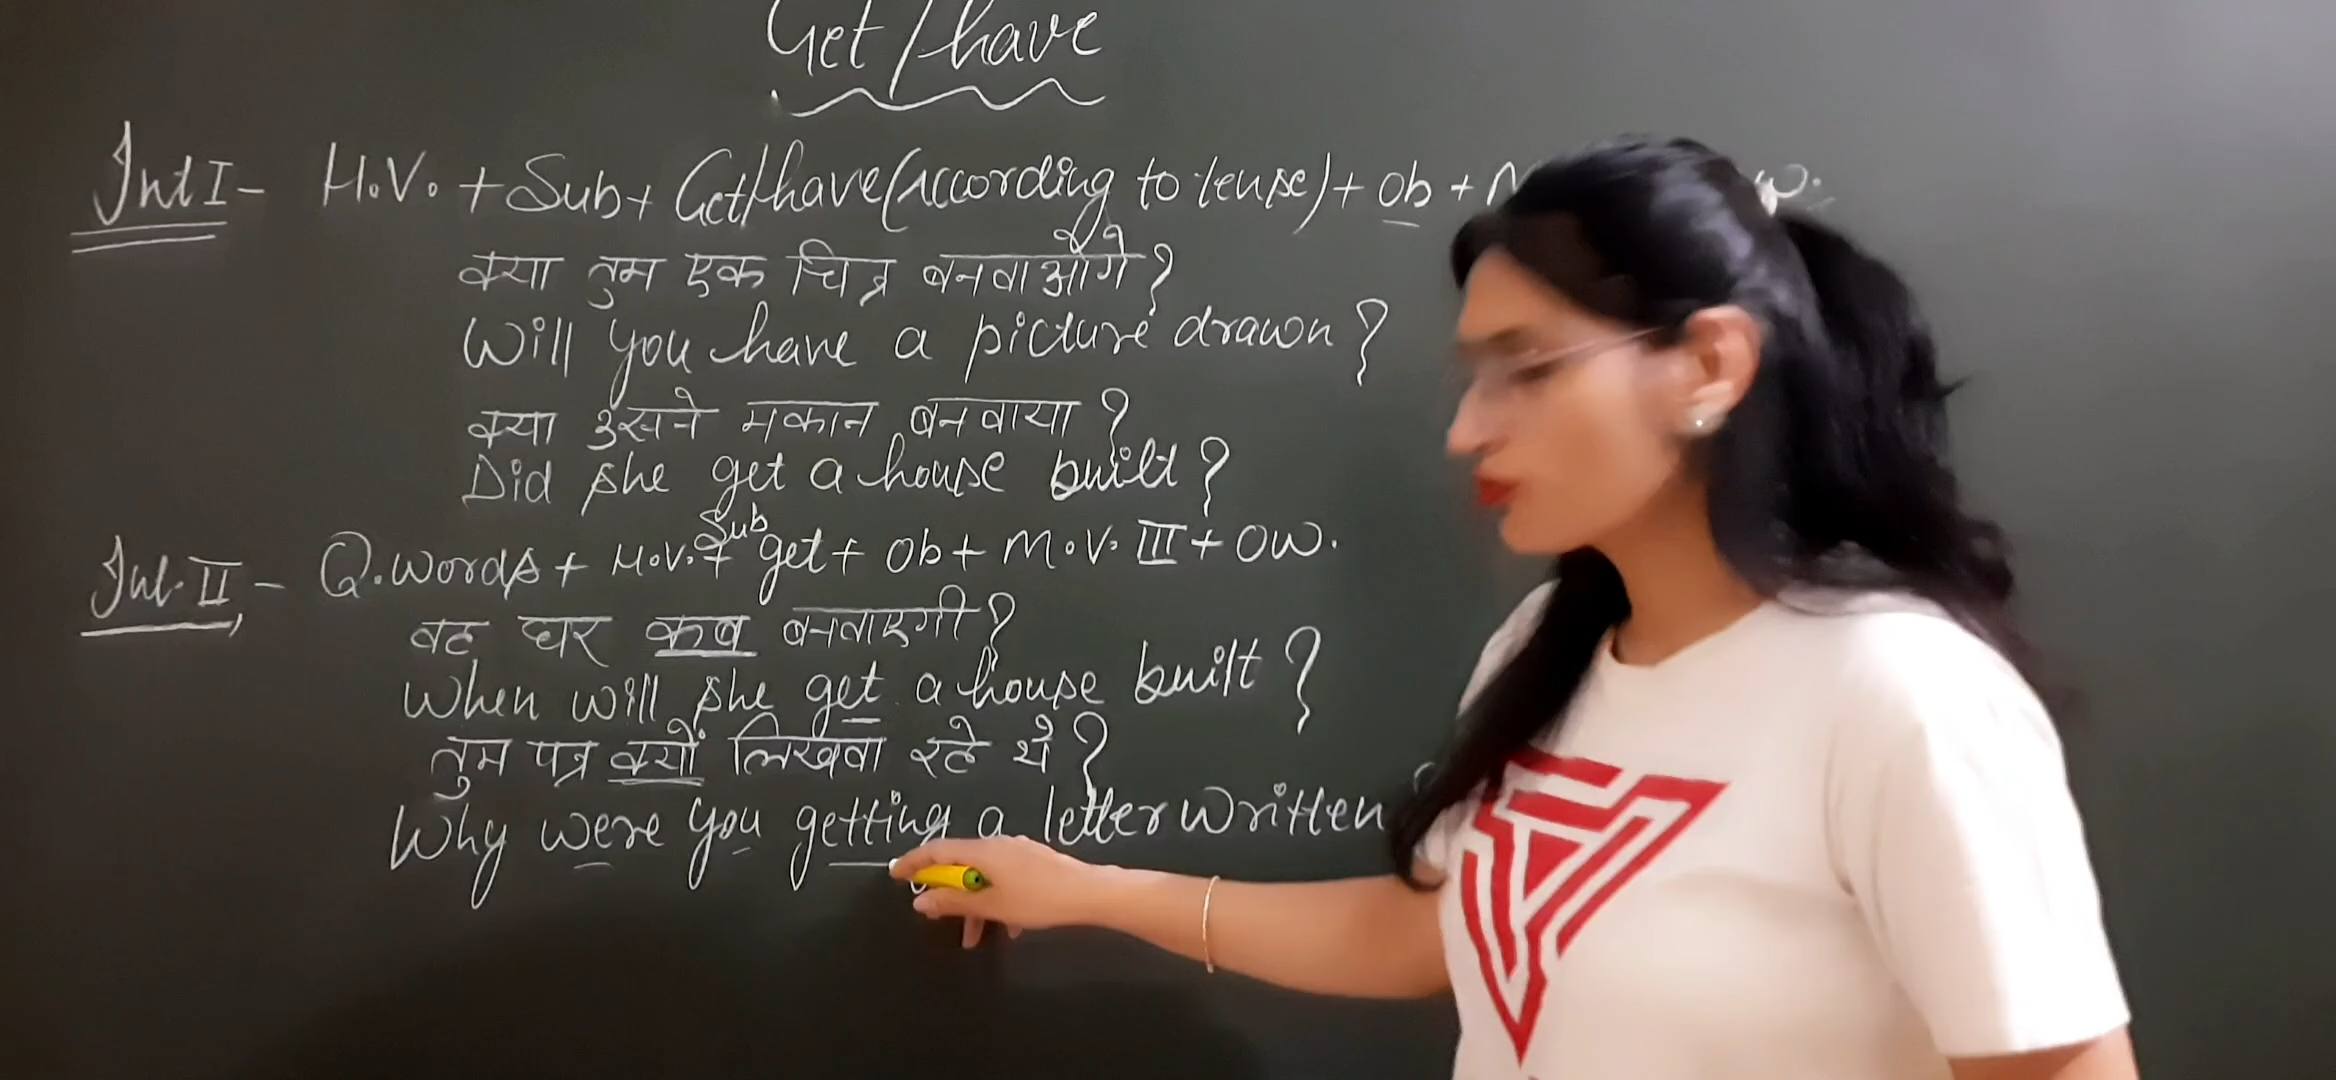 Get/have
Int I- H.V. + Sub + Get/have (According to tense) + Ob +
क्या तुम एक चित्र बनवाओगे?
Will you have a picture drawn?
क्या उसने मकान बनवाया?
Did she get a house built?
Sub
Int. II, - Q.words + H.V. + get + Ob + M.V. III + OW.
वह घर कब बनवाएगी?
When will she get a house built?
तुम पत्र क्यों लिखवा रहे थे?
Why were you getting a letter written